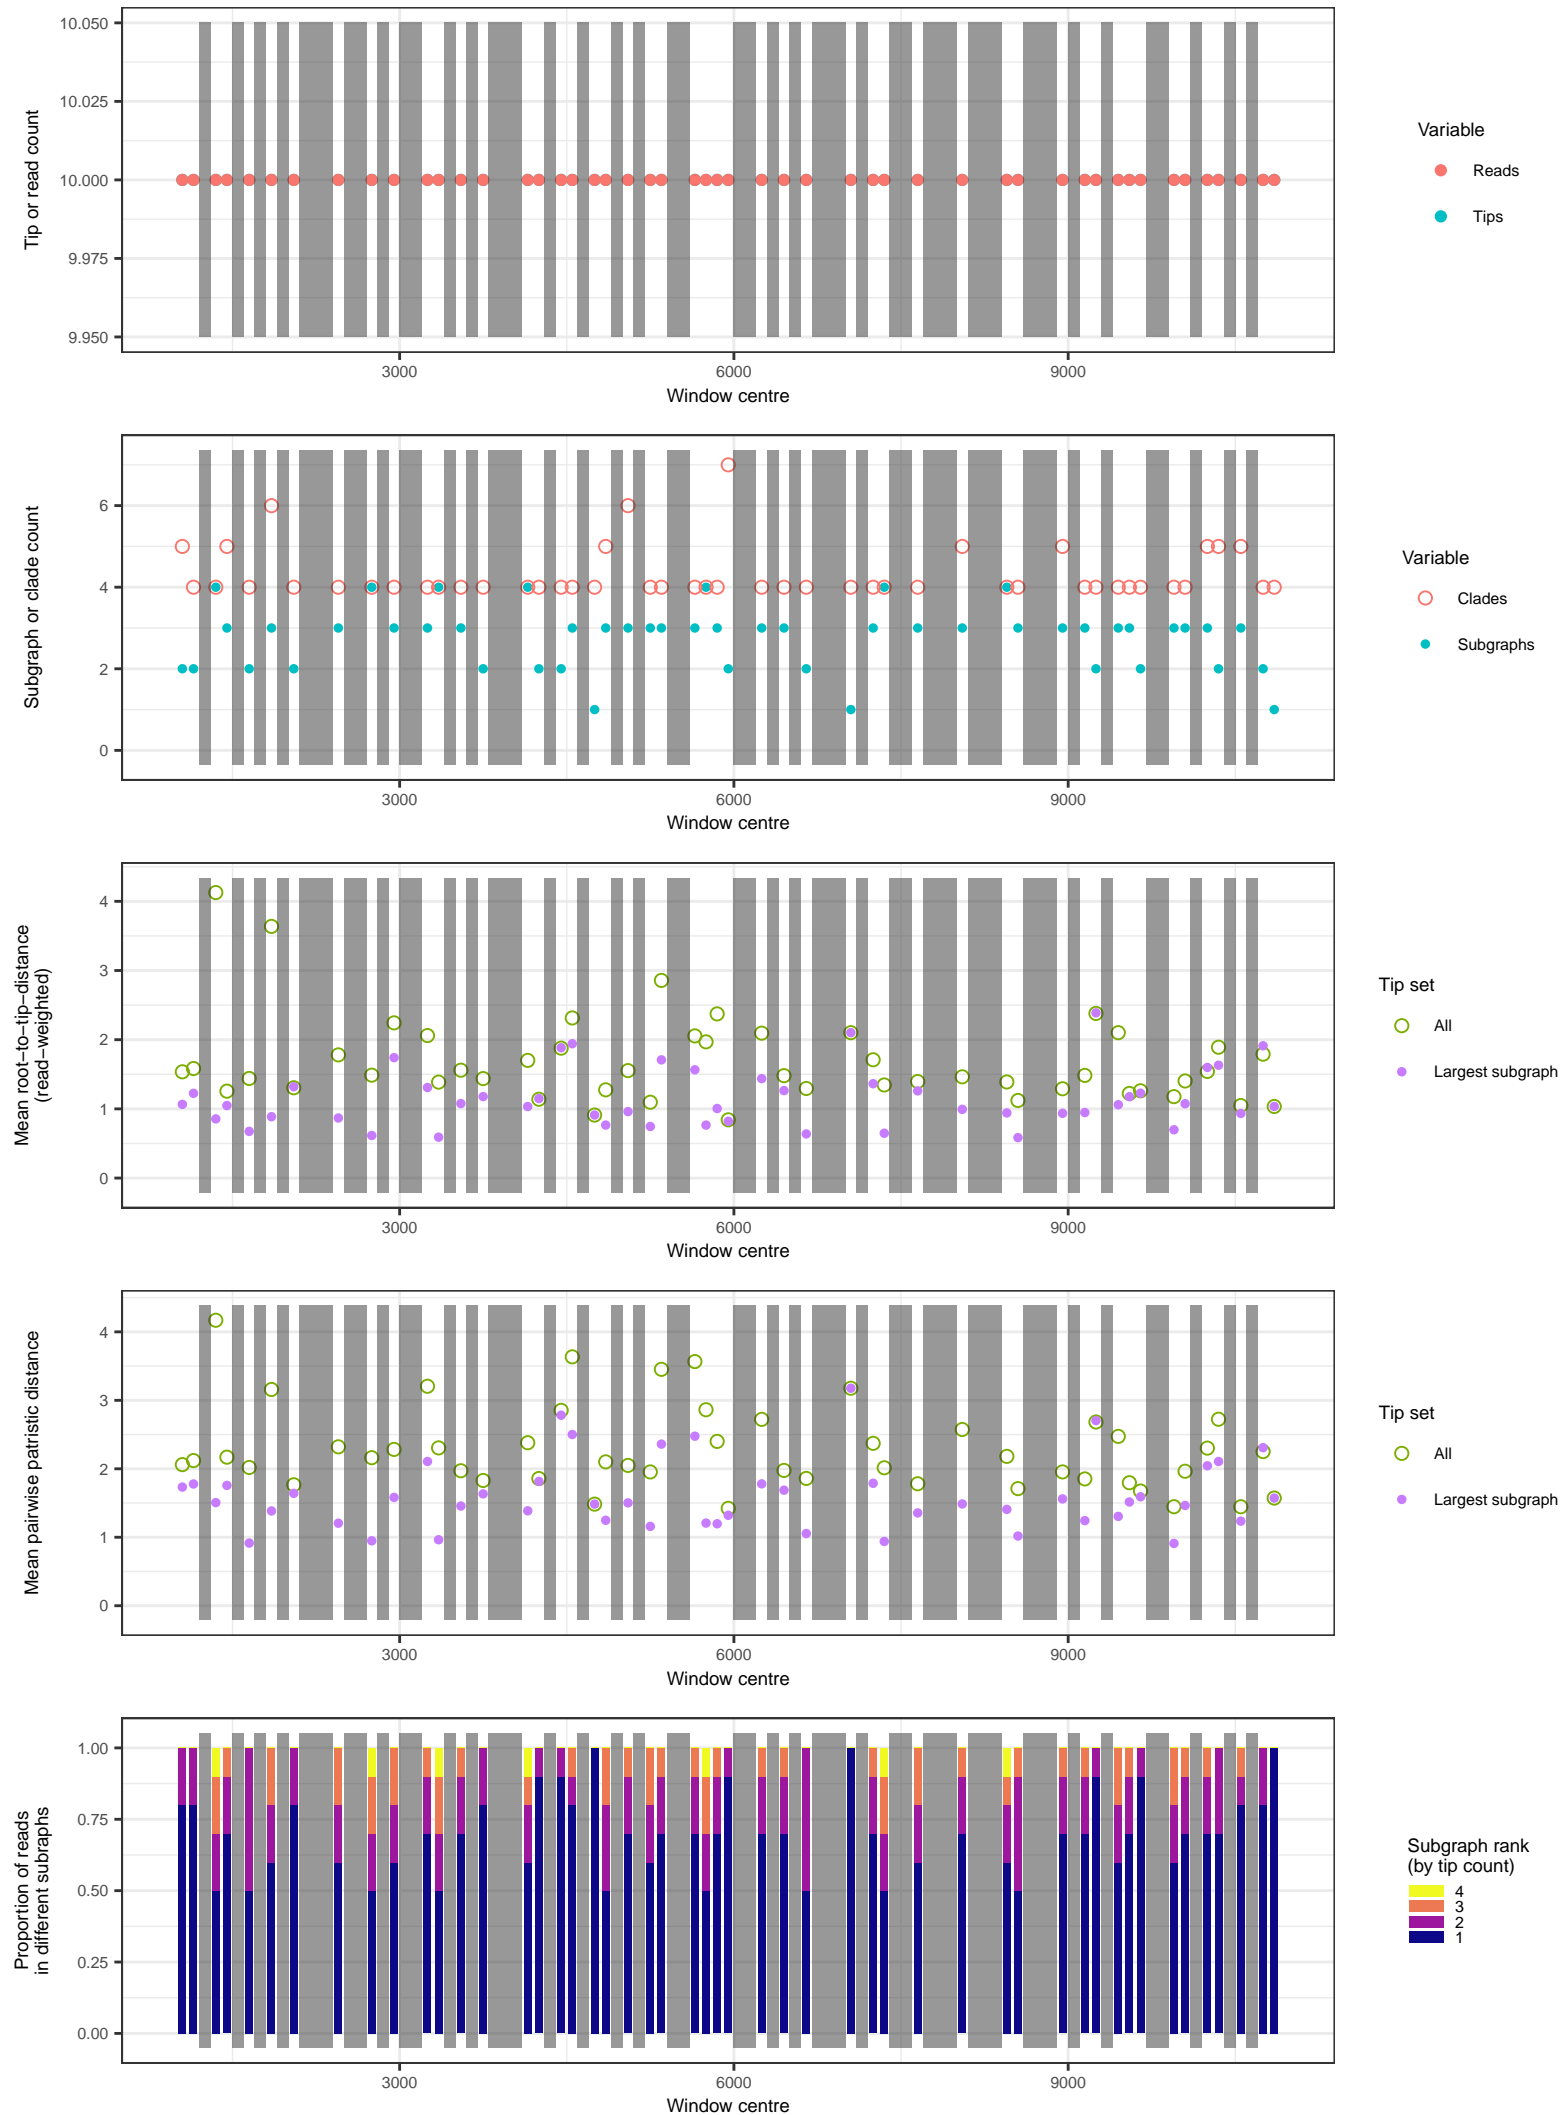 10.050
10.025
10.000
9.975
9.950
Tip or read count
3000
6000
9000
Window centre
Variable
Reads
Tips
6
4
2
0
Subgraph or clade count
3000
6000
9000
Window centre
Variable
Clades
Subgraphs
4
3
2
1
0
Mean root−to−tip−distance
(read−weighted)
3000
6000
9000
Window centre
Tip set
All
Largest subgraph
4
3
2
1
0
Mean pairwise patristic distance
3000
6000
9000
Window centre
Tip set
All
Largest subgraph
1.00
0.75
0.50
0.25
0.00
Proportion of reads
in different subraphs
3000
6000
9000
Window centre
Subgraph rank
(by tip count)
4
3
2
1